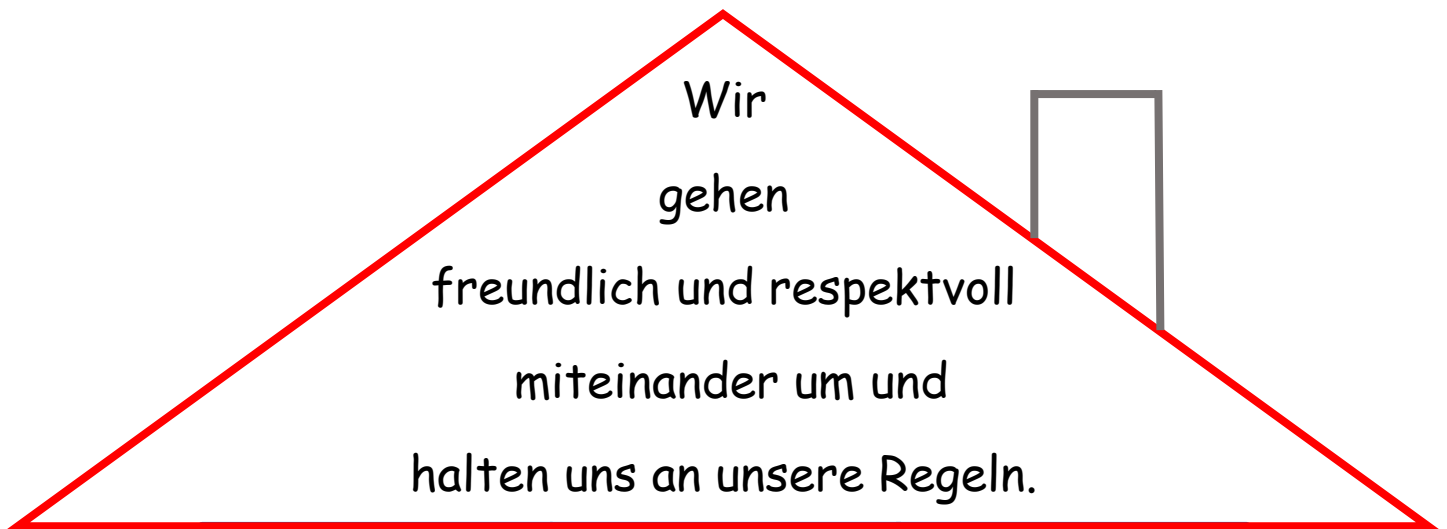 Wir
gehen
freundlich und respektvoll
miteinander um und
halten uns an unsere Regeln.